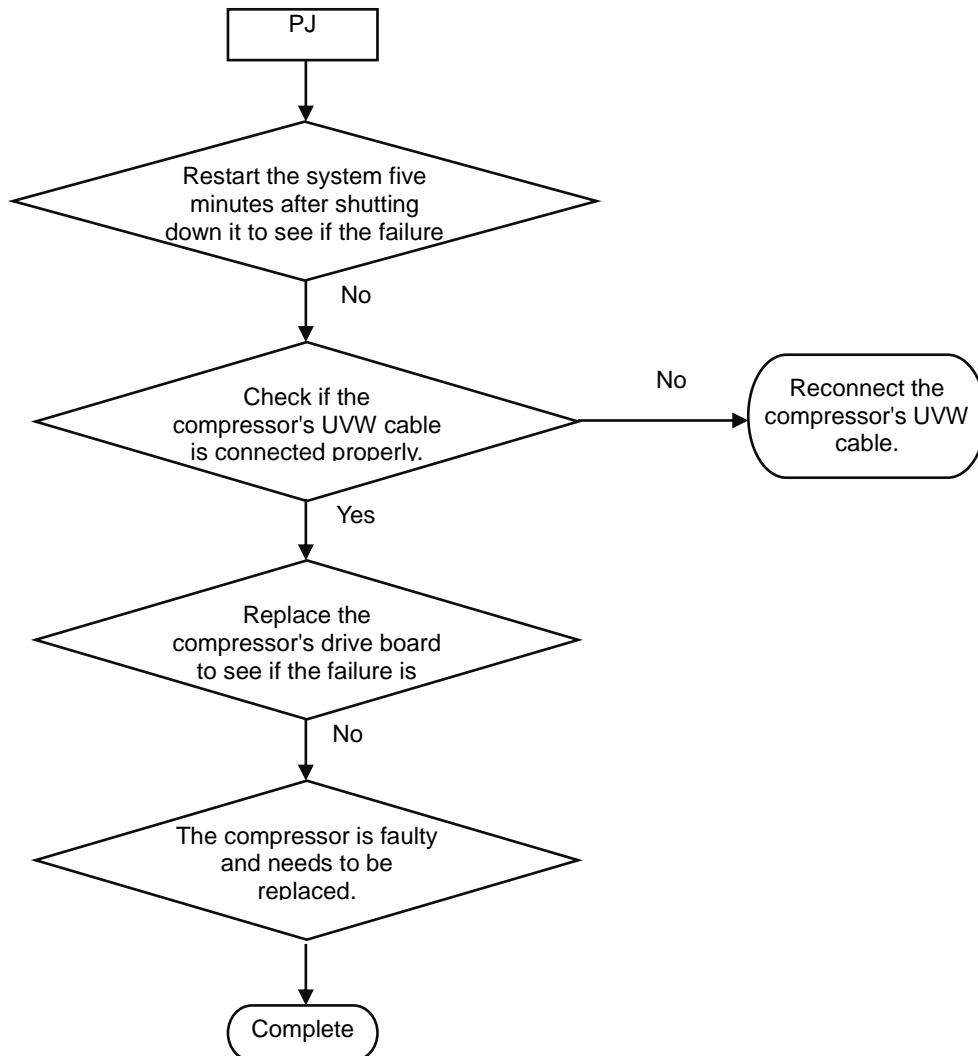 PJ
Restart the system five
minutes after shutting
down it to see if the failure
No
Check if the
compressor's UVW cable
is connected properly.
No
Reconnect the
compressor's UVW
cable.
Yes
Replace the
compressor's drive board
to see if the failure is
No
The compressor is faulty
and needs to be
replaced.
Complete